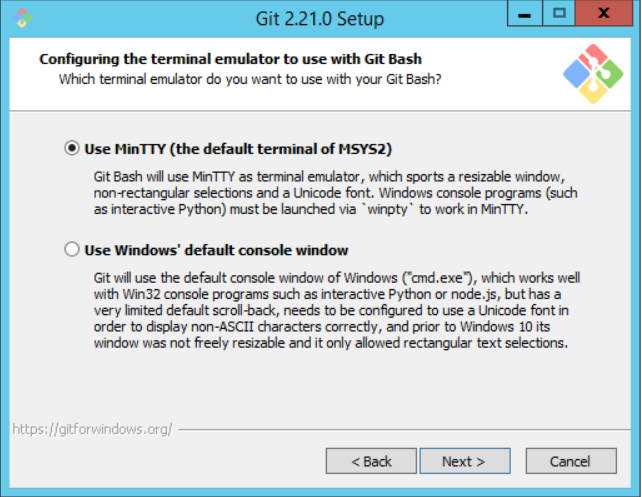 Git 2.21.0 Setup
Configuring the terminal emulator to use with Git Bash
Which terminal emulator do you want to use with your Git Bash?
Use MinTTY (the default terminal of MSYS2)
Git Bash will use MinTTY as terminal emulator, which sports a resizable window,
non-rectangular selections and a Unicode font. Windows console programs (such
as interactive Python) must be launched via `winpty` to work in MinTTY.
Use Windows' default console window
Git will use the default console window of Windows ("cmd.exe"), which works well
with Win32 console programs such as interactive Python or node.js, but has a
very limited default scroll-back, needs to be configured to use a Unicode font in
order to display non-ASCII characters correctly, and prior to Windows 10 its
window was not freely resizable and it only allowed rectangular text selections.
https://gitforwindows.org/
< Back
Next >
Cancel